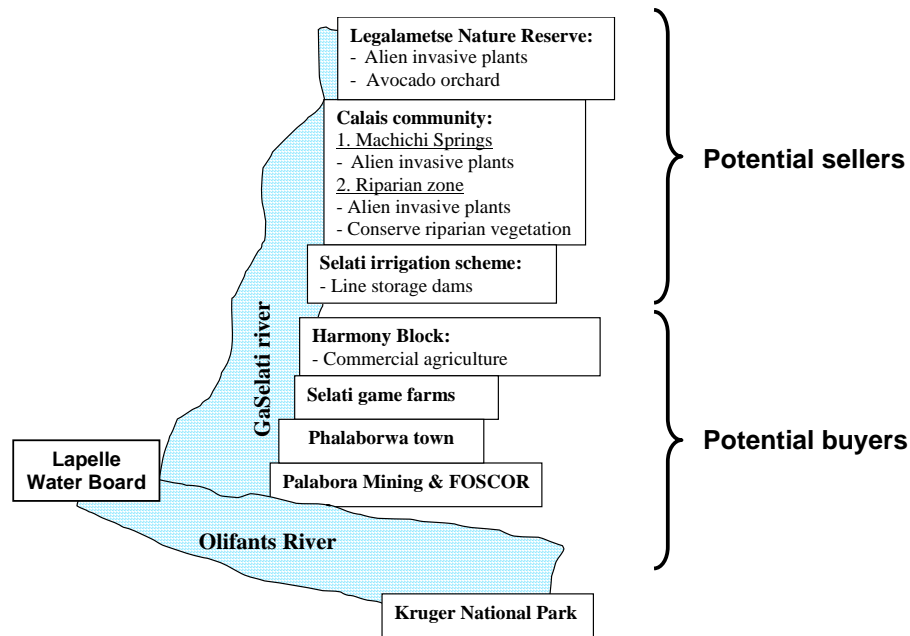 Legalametse Nature Reserve:
- Alien invasive plants
- Avocado orchard
Calais community:
1. Machichi Springs
- Alien invasive plants
2. Riparian zone
- Alien invasive plants
- Conserve riparian vegetation
Selati irrigation scheme:
- Line storage dams
Potential sellers
Harmony Block:
- Commercial agriculture
Selati game farms
Phalaborwa town
Palabora Mining & FOSCOR
Potential buyers
GaSelati river
Lapelle
Water Board
Olifants River
Kruger National Park